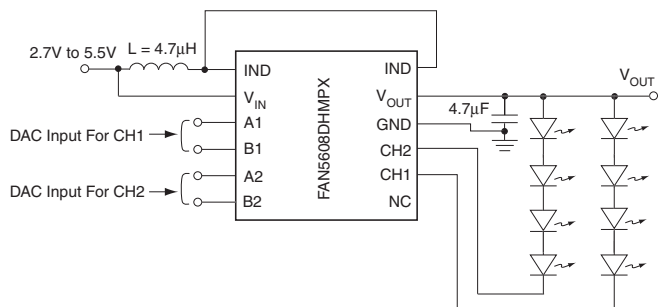 2.7V to 5.5V
L = 4.7μH
IND
V_IN
A1
DAC Input For CH1
B1
A2
DAC Input For CH2
B2
FAN5608DHMPX
IND
V_OUT
GND
CH2
CH1
NC
4.7μF
V_OUT